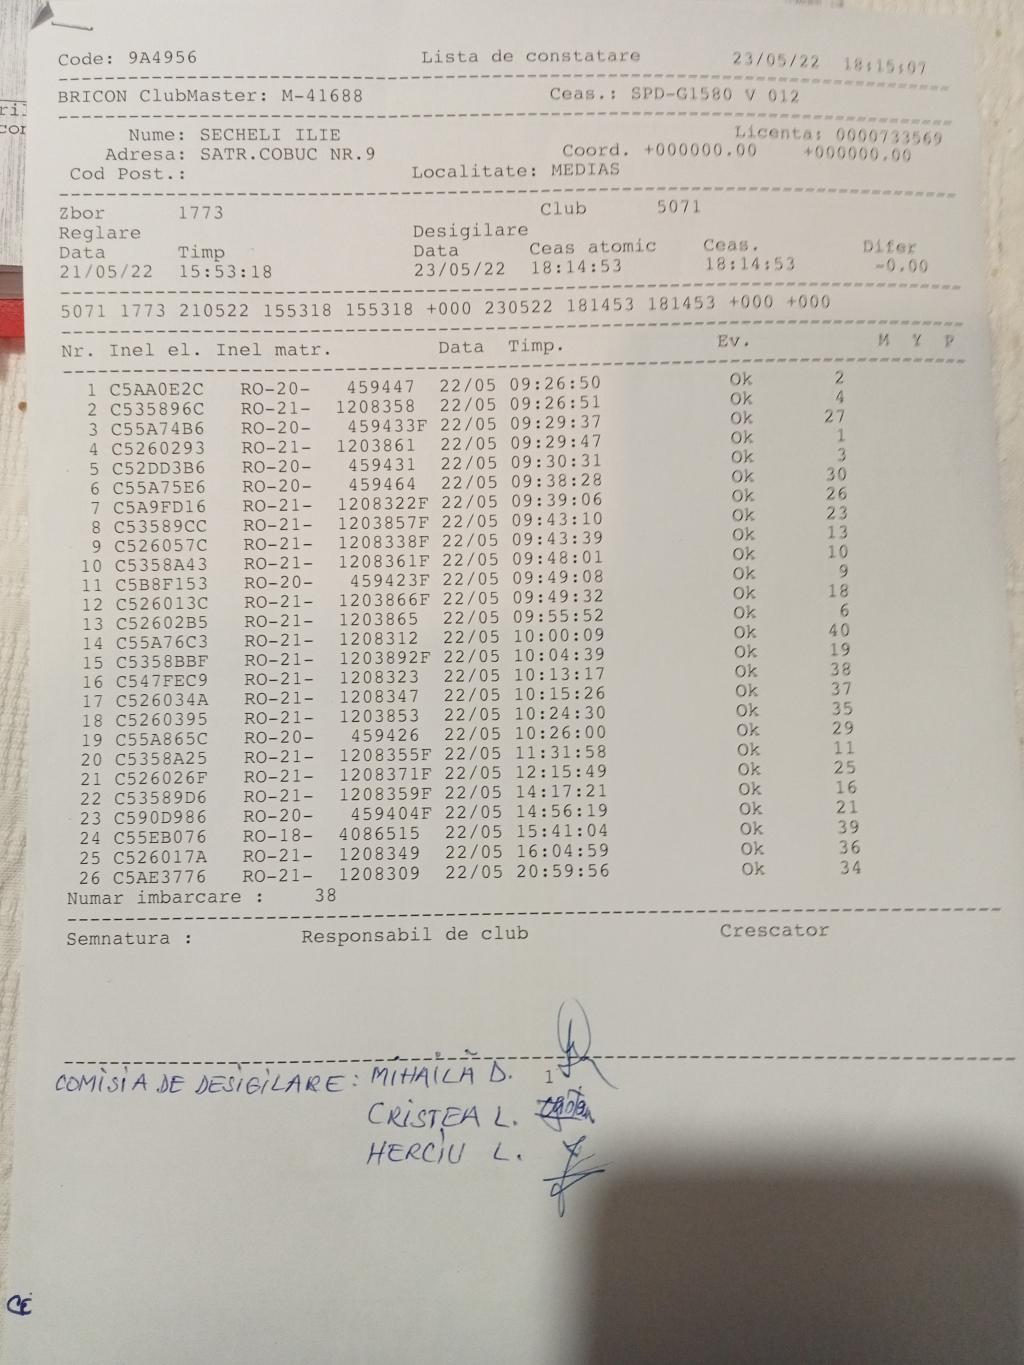 Code: 9A4956 Lista de constatare 23/05/22 18:15:07
BRICON ClubMaster: M-41688 Ceas.: SPD-G1580 V 012
Nume: SECHELI ILIE Licenta: 0000733569
Adresa: SATR.COBUC NR.9 Coord. +000000.00 +000000.00
Cod Post.: Localitate: MEDIAS
Zbor 1773 Club 5071
Reglare Desigilare
Data Timp Data Ceas atomic Ceas. Difer
21/05/22 15:53:18 23/05/22 18:14:53 18:14:53 -0.00
5071 1773 210522 155318 155318 +000 230522 181453 181453 +000 +000
Nr. Inel el. Inel matr. Data Timp. Ev. M Y P
1 C5AA0E2C RO-20- 459447 22/05 09:26:50 Ok 2
2 C535896C RO-21- 1208358 22/05 09:26:51 Ok 4
3 C55A74B6 RO-20- 459433F 22/05 09:29:37 Ok 27
4 C5260293 RO-21- 1203861 22/05 09:29:47 Ok 1
5 C52DD3B6 RO-20- 459431 22/05 09:30:31 Ok 3
6 C55A75E6 RO-20- 459464 22/05 09:38:28 Ok 30
7 C5A9FD16 RO-21- 1208322F 22/05 09:39:06 Ok 26
8 C53589CC RO-21- 1203857F 22/05 09:43:10 Ok 23
9 C526057C RO-21- 1208338F 22/05 09:43:39 Ok 13
10 C5358A43 RO-21- 1208361F 22/05 09:48:01 Ok 10
11 C5B8F153 RO-20- 459423F 22/05 09:49:08 Ok 9
12 C526013C RO-21- 1203866F 22/05 09:49:32 Ok 18
13 C52602B5 RO-21- 1203865 22/05 09:55:52 Ok 6
14 C55A76C3 RO-21- 1208312 22/05 10:00:09 Ok 40
15 C5358BBF RO-21- 1203892F 22/05 10:04:39 Ok 19
16 C547FEC9 RO-21- 1208323 22/05 10:13:17 Ok 38
17 C526034A RO-21- 1208347 22/05 10:15:26 Ok 37
18 C5260395 RO-21- 1203853 22/05 10:24:30 Ok 35
19 C55A865C RO-20- 459426 22/05 10:26:00 Ok 29
20 C5358A25 RO-21- 1208355F 22/05 11:31:58 Ok 11
21 C526026F RO-21- 1208371F 22/05 12:15:49 Ok 25
22 C53589D6 RO-21- 1208359F 22/05 14:17:21 Ok 16
23 C590D986 RO-20- 459404F 22/05 14:56:19 Ok 21
24 C55EB076 RO-18- 4086515 22/05 15:41:04 Ok 39
25 C526017A RO-21- 1208349 22/05 16:04:59 Ok 36
26 C5AE3776 RO-21- 1208309 22/05 20:59:56 Ok 34
Numar imbarcare : 38
Semnatura : Responsabil de club Crescator
COMISIA DE DESIGILARE: MIHĂILĂ D. 1
CRISTEA L.
HERCIU L.
CE